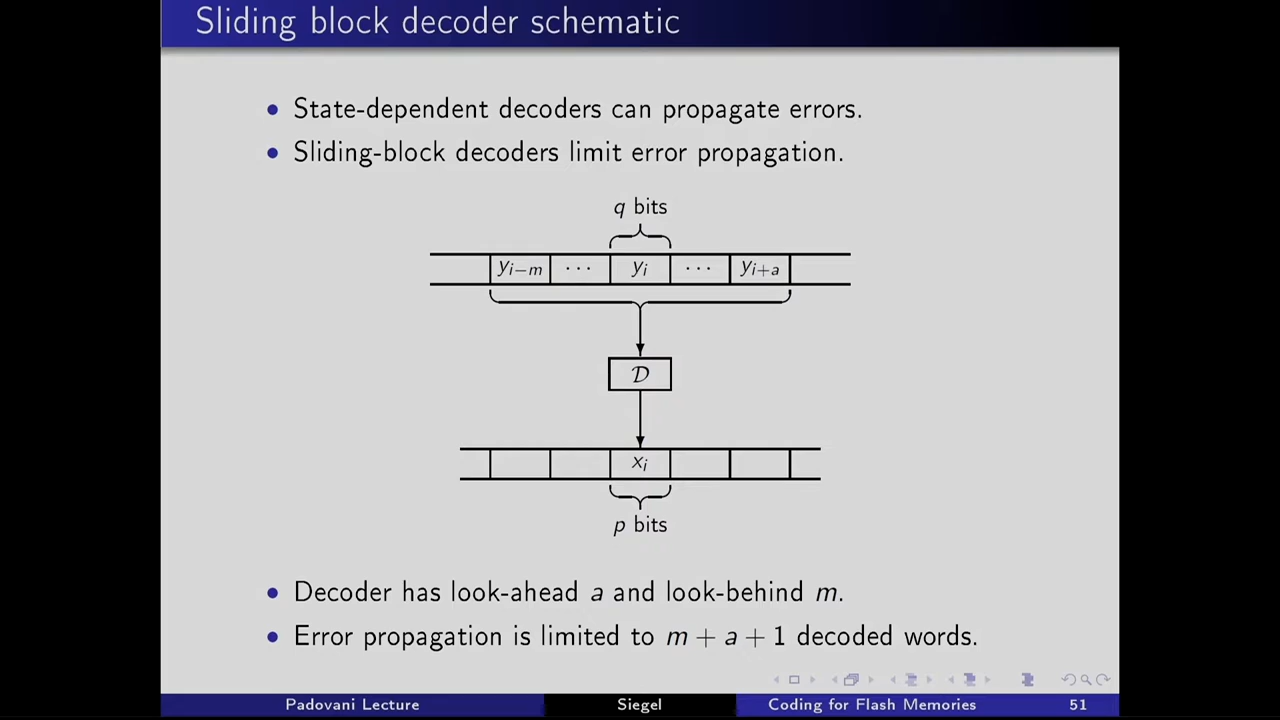 Sliding block decoder schematic
• State-dependent decoders can propagate errors.
• Sliding-block decoders limit error propagation.
q bits
y_{i−m} ··· y_i ··· y_{i+a}
𝒟
x_i
p bits
• Decoder has look-ahead a and look-behind m.
• Error propagation is limited to m + a + 1 decoded words.
Padovani Lecture Siegel Coding for Flash Memories 51